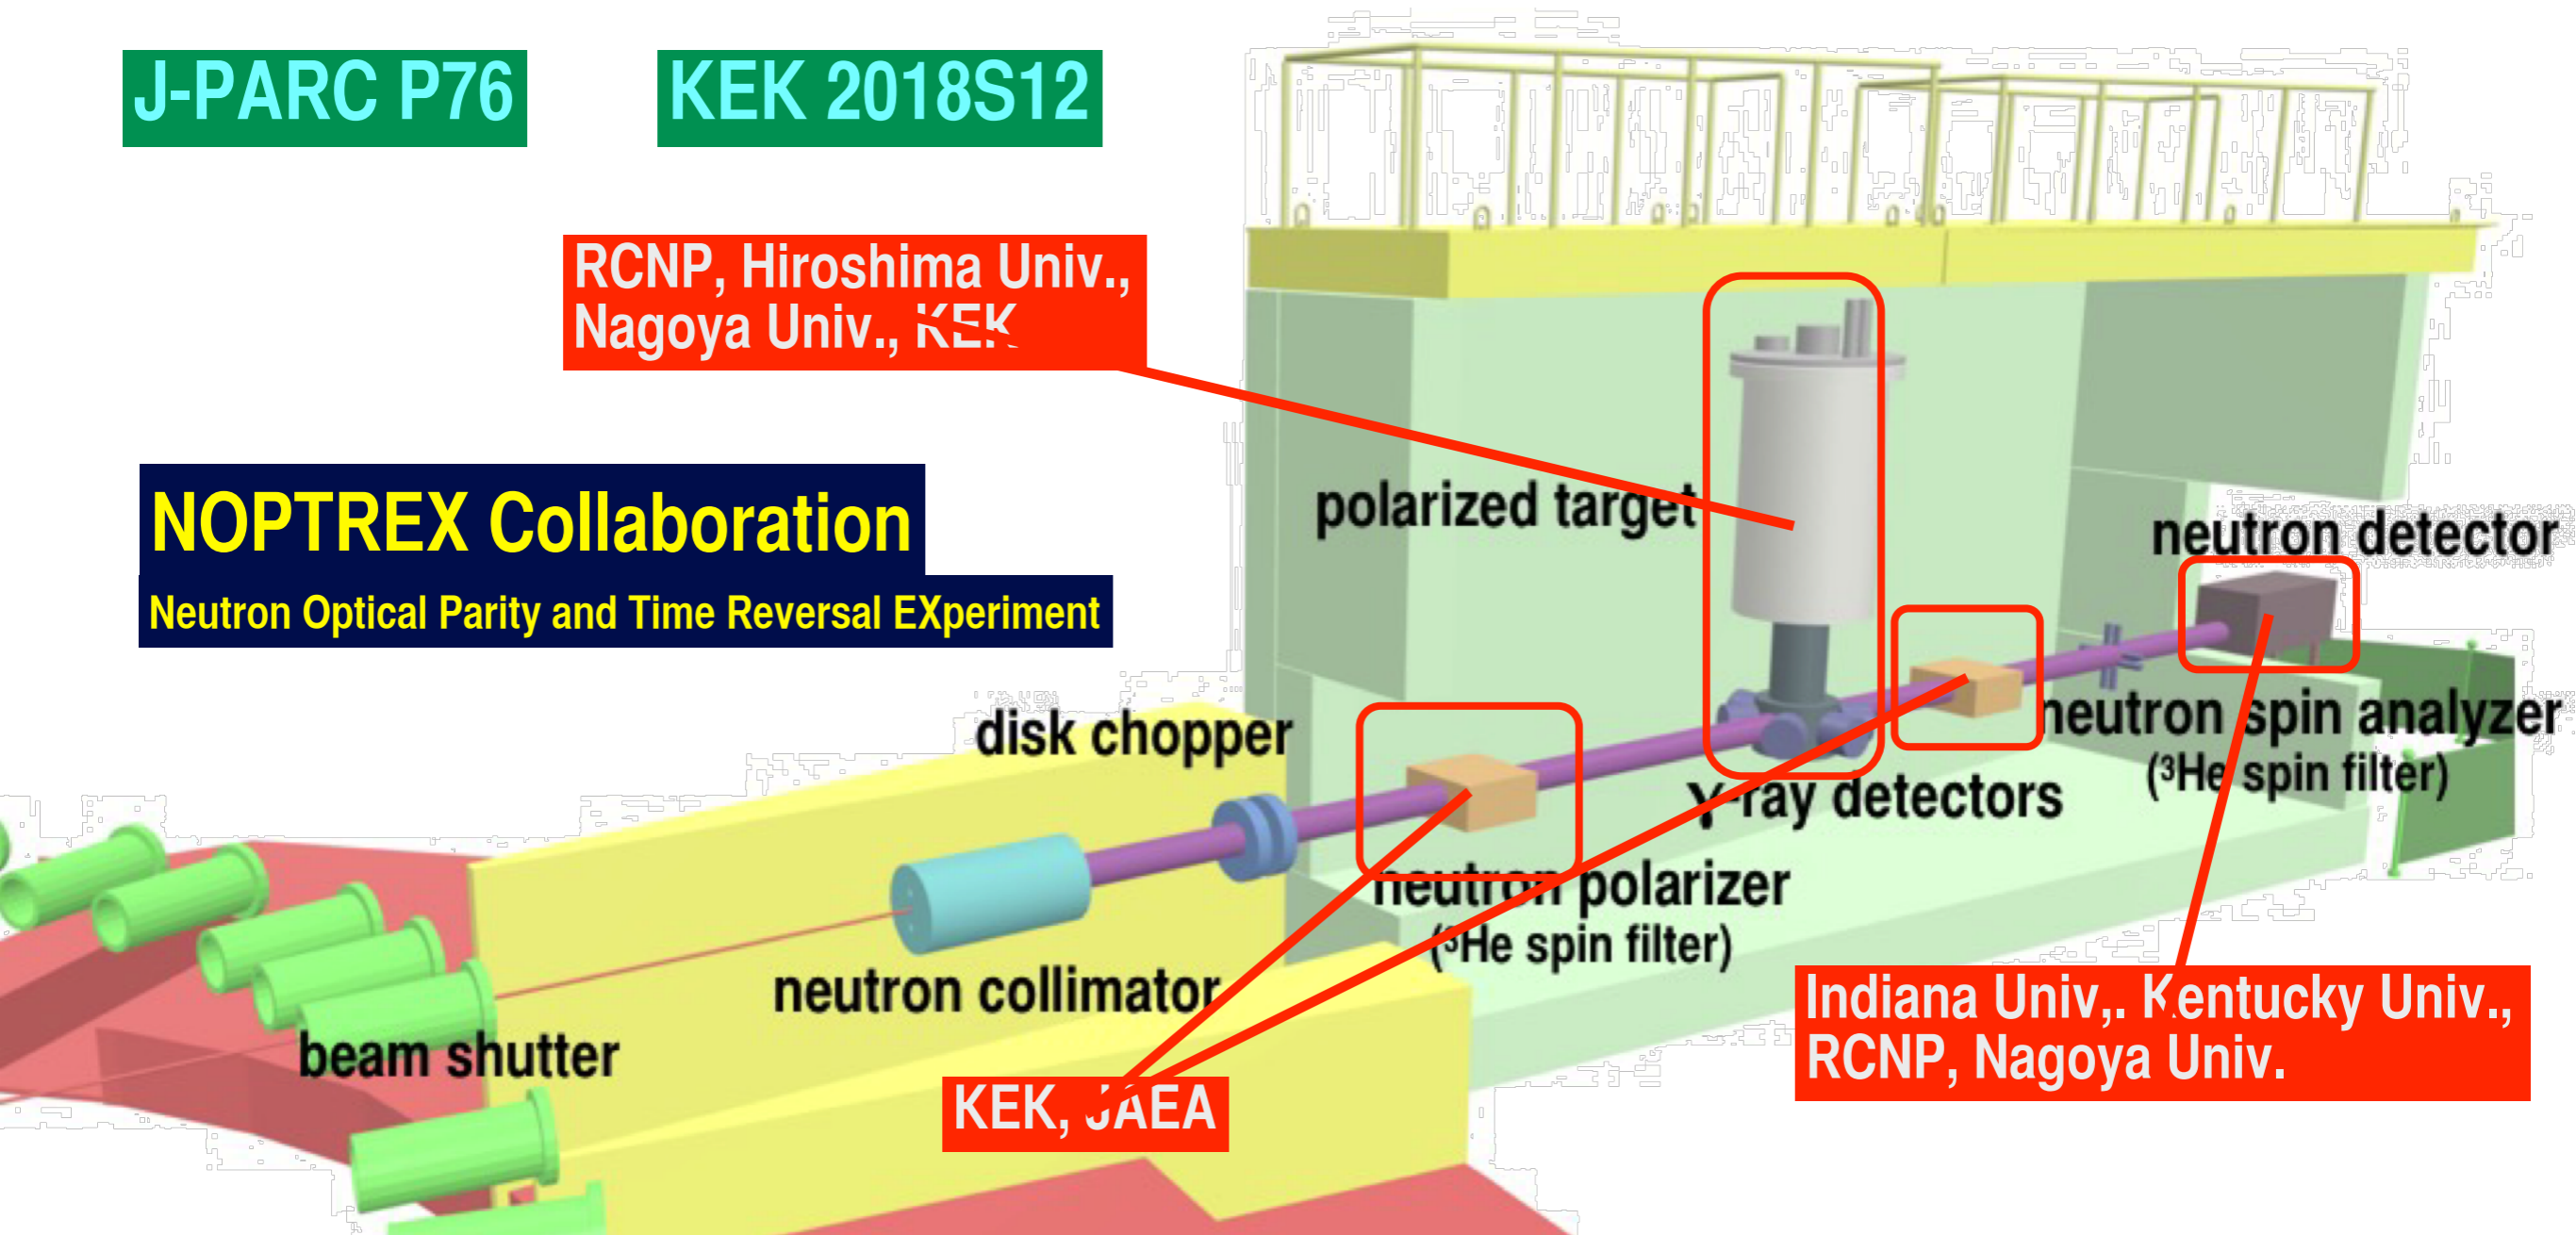 J-PARC P76
KEK 2018S12
RCNP, Hiroshima Univ.,
Nagoya Univ., KEK
NOPTREX Collaboration
Neutron Optical Parity and Time Reversal EXperiment
polarized target
neutron detector
disk chopper
neutron spin analyzer
(³He spin filter)
γ-ray detectors
neutron polarizer
(³He spin filter)
neutron collimator
beam shutter
Indiana Univ,. Kentucky Univ.,
RCNP, Nagoya Univ.
KEK, JAEA